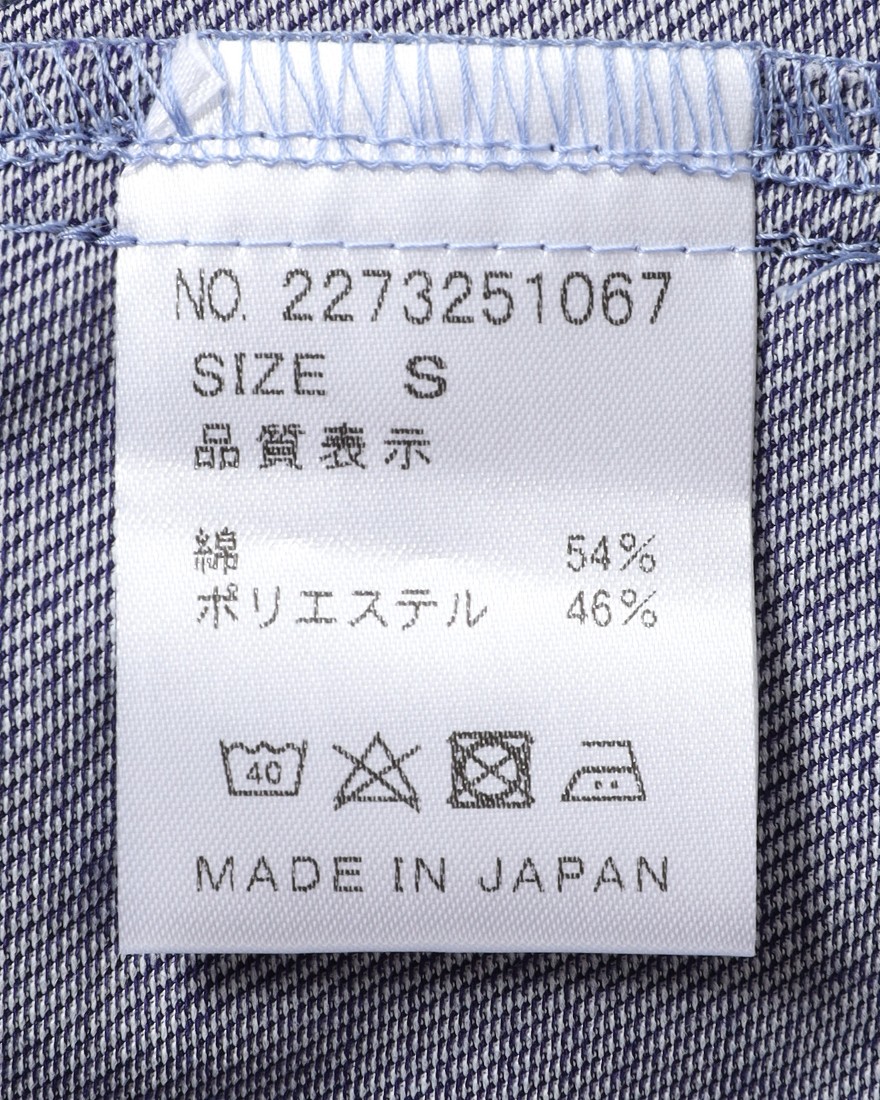 NO. 2273251067
SIZE S
品質表示
綿 54%
ポリエステル 46%
40
MADE IN JAPAN